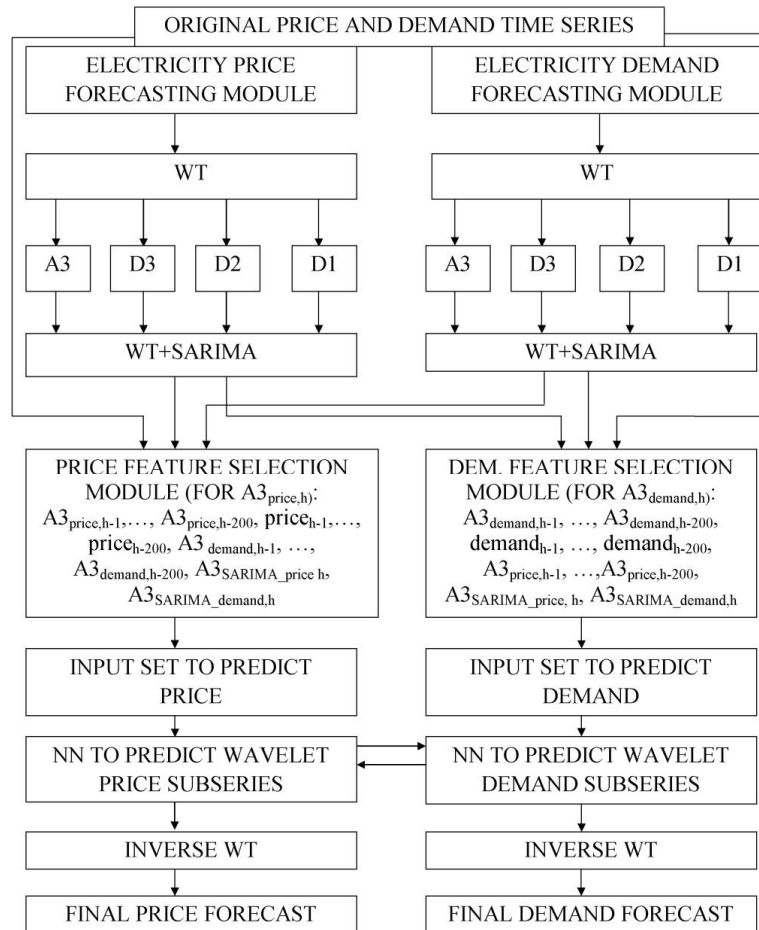 ORIGINAL PRICE AND DEMAND TIME SERIES
ELECTRICITY PRICE
FORECASTING MODULE
ELECTRICITY DEMAND
FORECASTING MODULE
WT
WT
A3
D3
D2
D1
A3
D3
D2
D1
WT+SARIMA
WT+SARIMA
PRICE FEATURE SELECTION
MODULE (FOR A3price,h):
A3price,h-1,…, A3price,h-200, priceh-1,…,
priceh-200, A3 demand,h-1, …,
A3demand,h-200, A3SARIMA_price h,
A3SARIMA_demand,h
DEM. FEATURE SELECTION
MODULE (FOR A3demand,h):
A3demand,h-1, …, A3demand,h-200,
demandh-1, … demandh-200,
A3price,h-1, …,A3price,h-200,
A3SARIMA_price, h, A3SARIMA_demand,h
INPUT SET TO PREDICT
PRICE
INPUT SET TO PREDICT
DEMAND
NN TO PREDICT WAVELET
PRICE SUBSERIES
NN TO PREDICT WAVELET
DEMAND SUBSERIES
INVERSE WT
INVERSE WT
FINAL PRICE FORECAST
FINAL DEMAND FORECAST